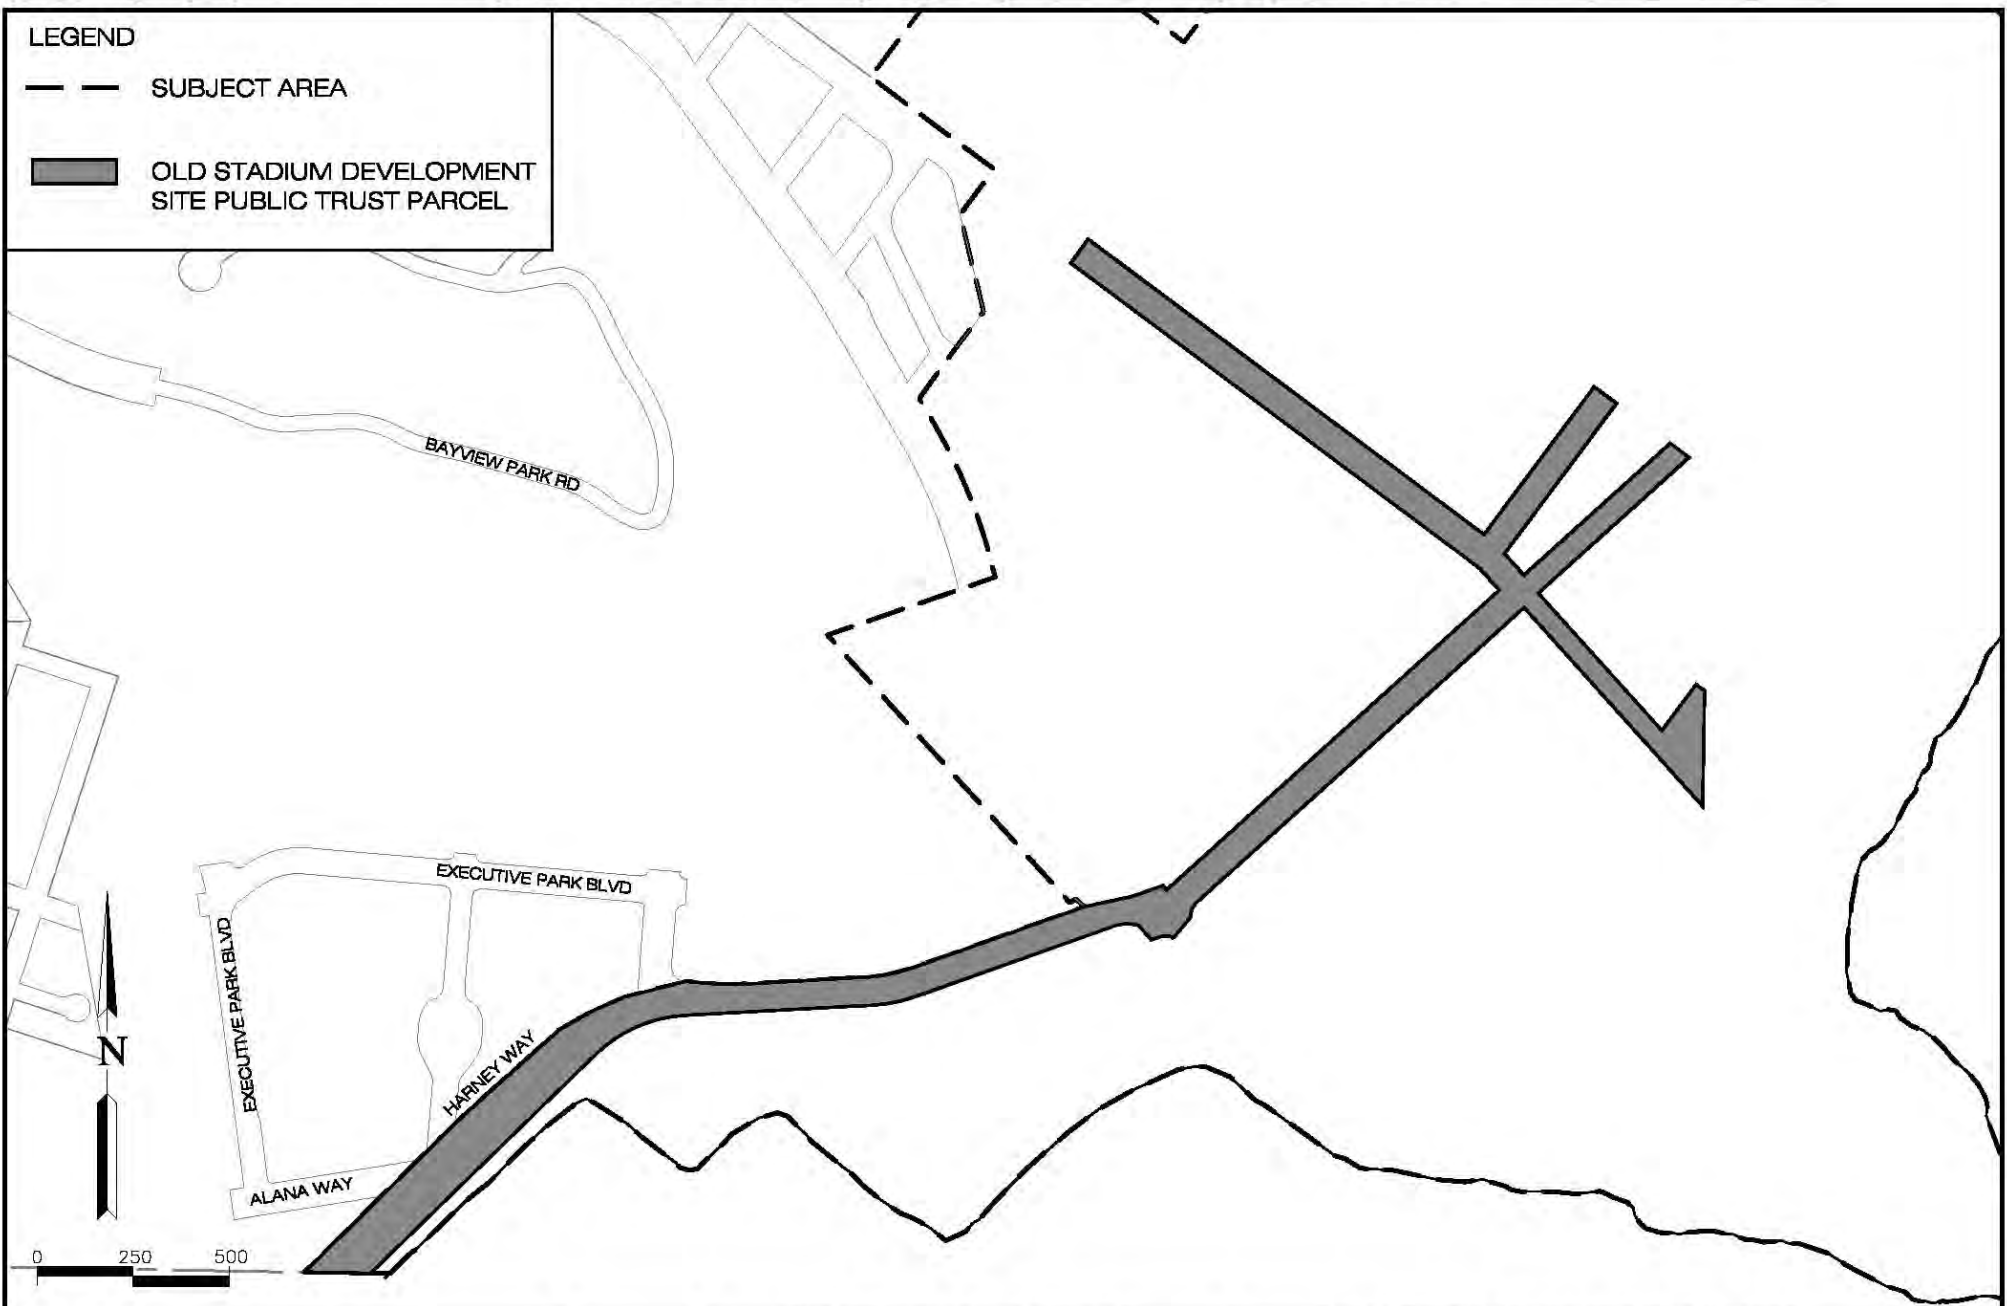 LEGEND
SUBJECT AREA
OLD STADIUM DEVELOPMENT
SITE PUBLIC TRUST PARCEL
BAYVIEW PARK RD
EXECUTIVE PARK BLVD
EXECUTIVE PARK BLVD
HARNEY WAY
ALANA WAY
N
0 250 500